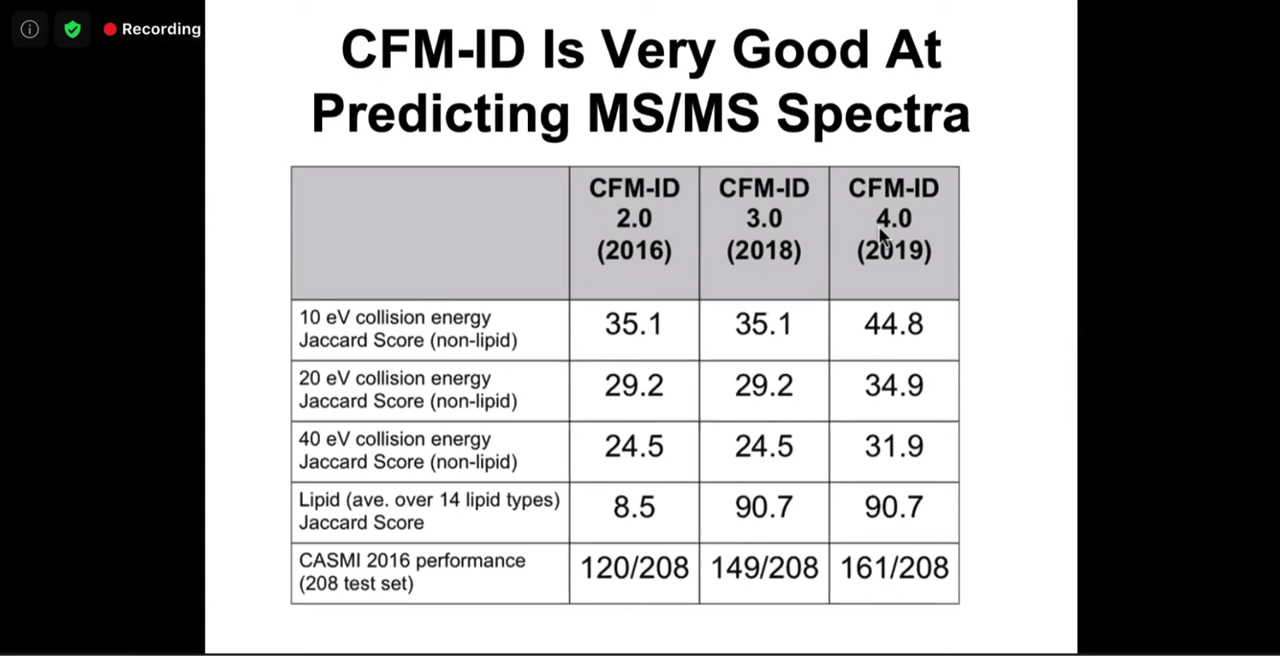 Recording
CFM-ID Is Very Good At
Predicting MS/MS Spectra
CFM-ID
2.0
(2016)
CFM-ID
3.0
(2018)
CFM-ID
4.0
(2019)
10 eV collision energy
Jaccard Score (non-lipid)
35.1
35.1
44.8
20 eV collision energy
Jaccard Score (non-lipid)
29.2
29.2
34.9
40 eV collision energy
Jaccard Score (non-lipid)
24.5
24.5
31.9
Lipid (ave. over 14 lipid types)
Jaccard Score
8.5
90.7
90.7
CASMI 2016 performance
(208 test set)
120/208
149/208
161/208